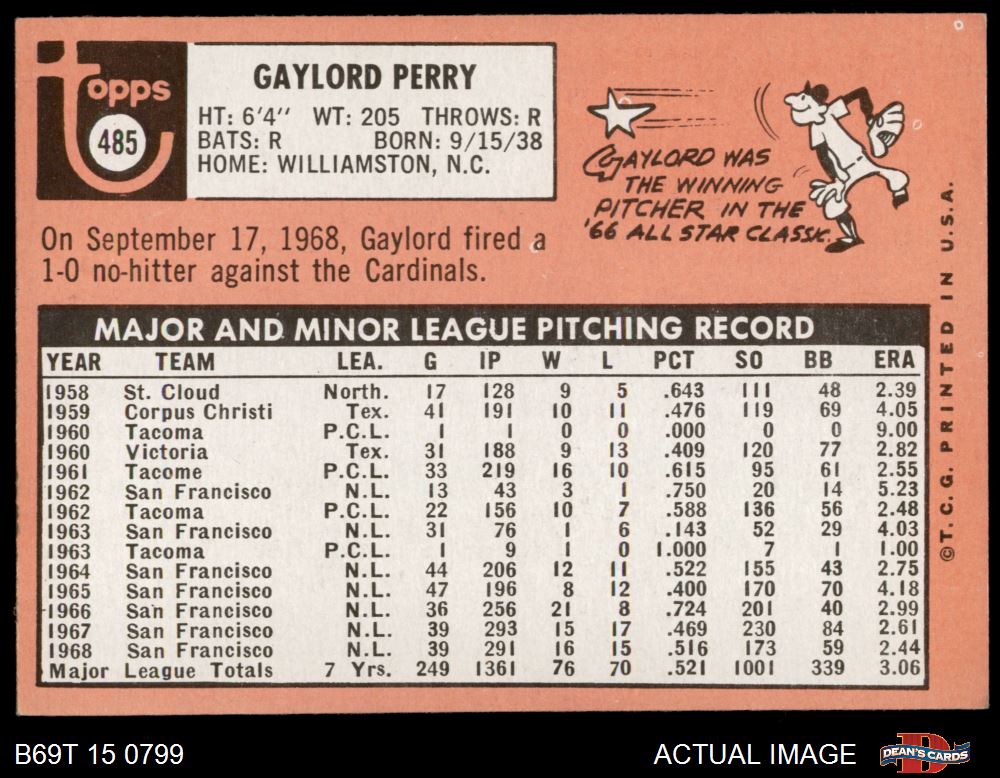 Topps
485
GAYLORD PERRY
HT: 6'4" WT: 205 THROWS: R
BATS: R BORN: 9/15/38
HOME: WILLIAMSTON, N.C.
GAYLORD WAS
THE WINNING
PITCHER IN THE
'66 ALL STAR CLASSIC.
On September 17, 1968, Gaylord fired a
1-0 no-hitter against the Cardinals.
MAJOR AND MINOR LEAGUE PITCHING RECORD
YEAR TEAM LEA. G IP W L PCT SO BB ERA
1958 St. Cloud North. 17 128 9 5 .643 111 48 2.39
1959 Corpus Christi Tex. 41 191 10 11 .476 119 69 4.05
1960 Tacoma P.C.L. 1 1 0 0 .000 0 0 9.00
1960 Victoria Tex. 31 188 9 13 .409 120 77 2.82
1961 Tacome P.C.L. 33 219 16 10 .615 95 61 2.55
1962 San Francisco N.L. 13 43 3 1 .750 20 14 5.23
1962 Tacoma P.C.L. 22 156 10 7 .588 136 56 2.48
1963 San Francisco N.L. 31 76 1 6 .143 52 29 4.03
1963 Tacoma P.C.L. 1 9 1 0 1.000 7 1 1.00
1964 San Francisco N.L. 44 206 12 11 .522 155 43 2.75
1965 San Francisco N.L. 47 196 8 12 .400 170 70 4.18
1966 San Francisco N.L. 36 256 21 8 .724 201 40 2.99
1967 San Francisco N.L. 39 293 15 17 .469 230 84 2.61
1968 San Francisco N.L. 39 291 16 15 .516 173 59 2.44
Major League Totals 7 Yrs. 249 1361 76 70 .521 1001 339 3.06
©T.C.G. PRINTED IN U.S.A.
B69T 15 0799
ACTUAL IMAGE
D
DEAN'S CARDS